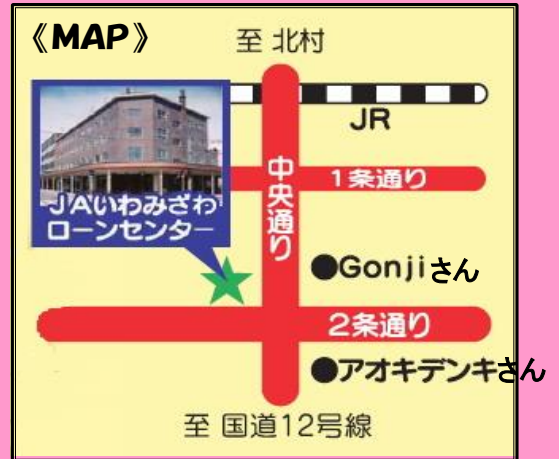 《MAP》
至 北村
JR
中央通り
1条通り
JAいわみざわ
ローンセンター
●Gonjiさん
2条通り
●アオキデンキさん
至 国道12号線